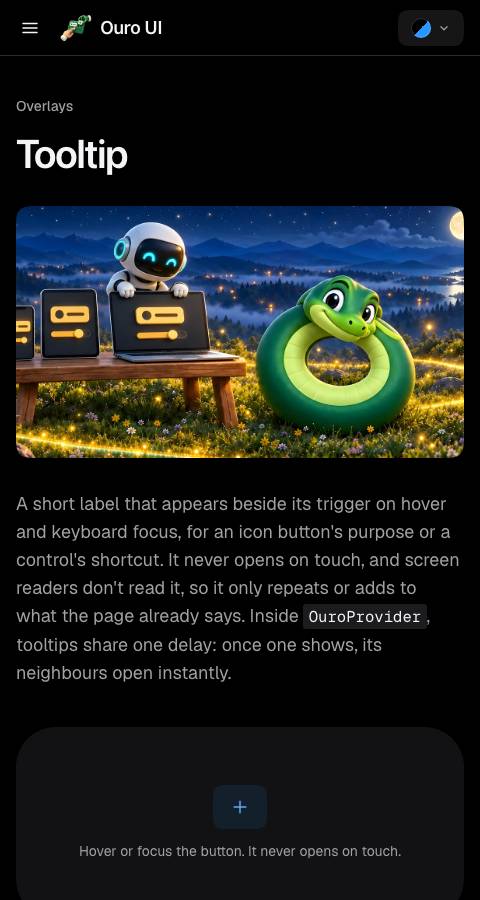 Ouro UI
Overlays
Tooltip
A short label that appears beside its trigger on hover
and keyboard focus, for an icon button's purpose or a
control's shortcut. It never opens on touch, and screen
readers don't read it, so it only repeats or adds to
what the page already says. Inside OuroProvider,
tooltips share one delay: once one shows, its
neighbours open instantly.
Hover or focus the button. It never opens on touch.